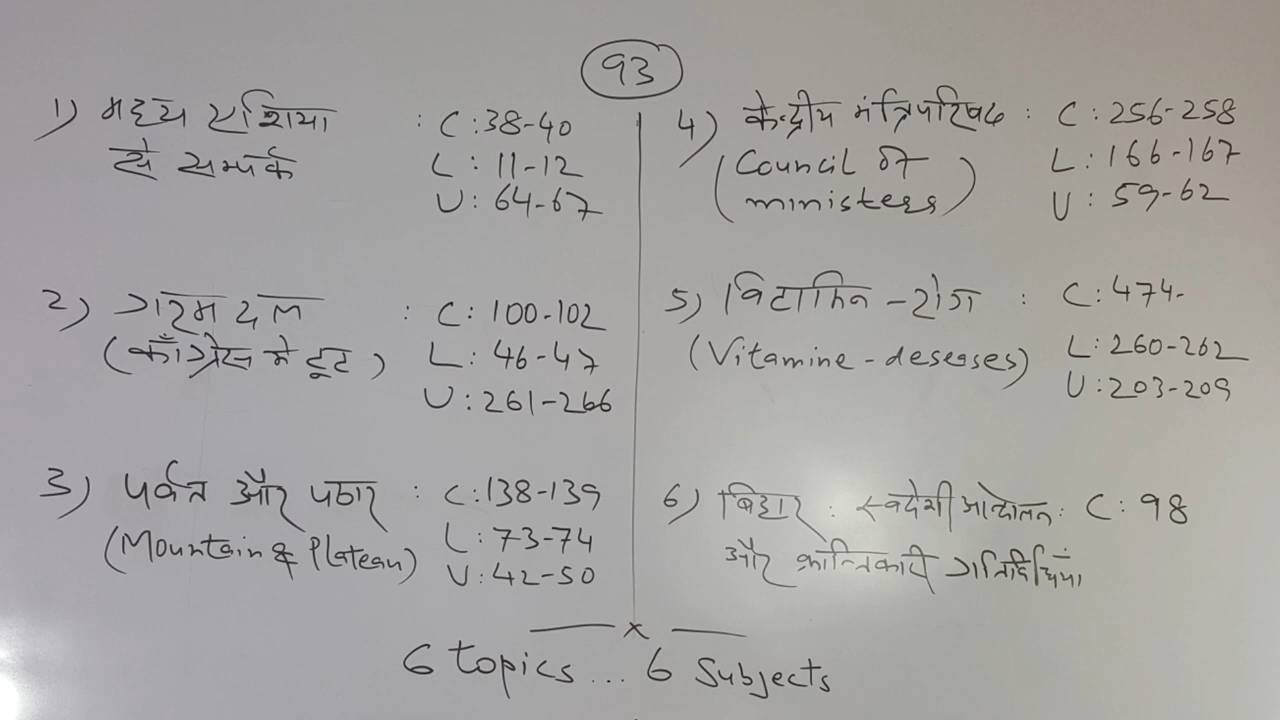 93
1) मध्य एशिया : C: 38-40
से सम्पर्क L: 11-12
U: 64-67
2) गरम दल : C: 100-102
(काँग्रेस में टूट) L: 46-47
U: 261-266
3) पर्वत और पठार : C: 138-139
(Mountain & Plateau) L: 73-74
U: 42-50
4) केन्द्रीय मंत्रिपरिषद : C: 256-258
(Council of L: 166-167
ministers) U: 59-62
5) विटामिन - रोग : C: 474-
(Vitamine - deseases) L: 260-262
U: 203-209
6) बिहार : स्वदेशी आन्दोलन : C: 98
और क्रान्तिकारी गतिविधियां
x
6 Topics... 6 Subjects